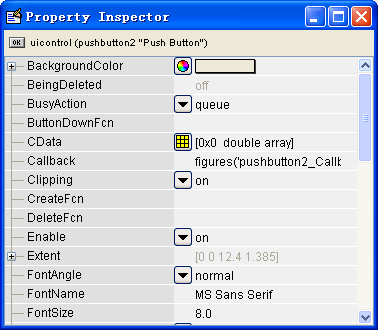 Property Inspector
OK uicontrol (pushbutton2 "Push Button")
BackgroundColor
BeingDeleted off
BusyAction queue
ButtonDownFcn
CData [0x0 double array]
Callback figures('pushbutton2_Callb
Clipping on
CreateFcn
DeleteFcn
Enable on
Extent [0 0 12.4 1.385]
FontAngle normal
FontName MS Sans Serif
FontSize 8.0